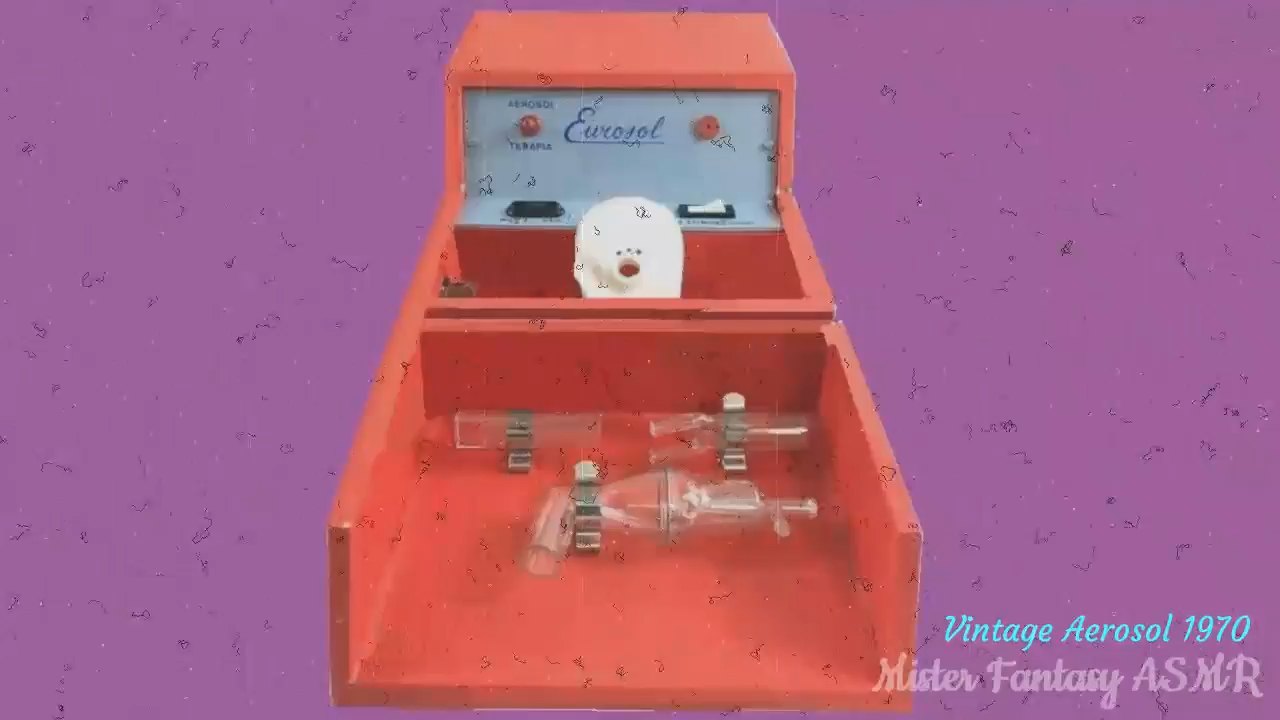 AEROSOL
Eurosol
TERAPIA
Vintage Aerosol 1970
Mister Fantasy ASMR